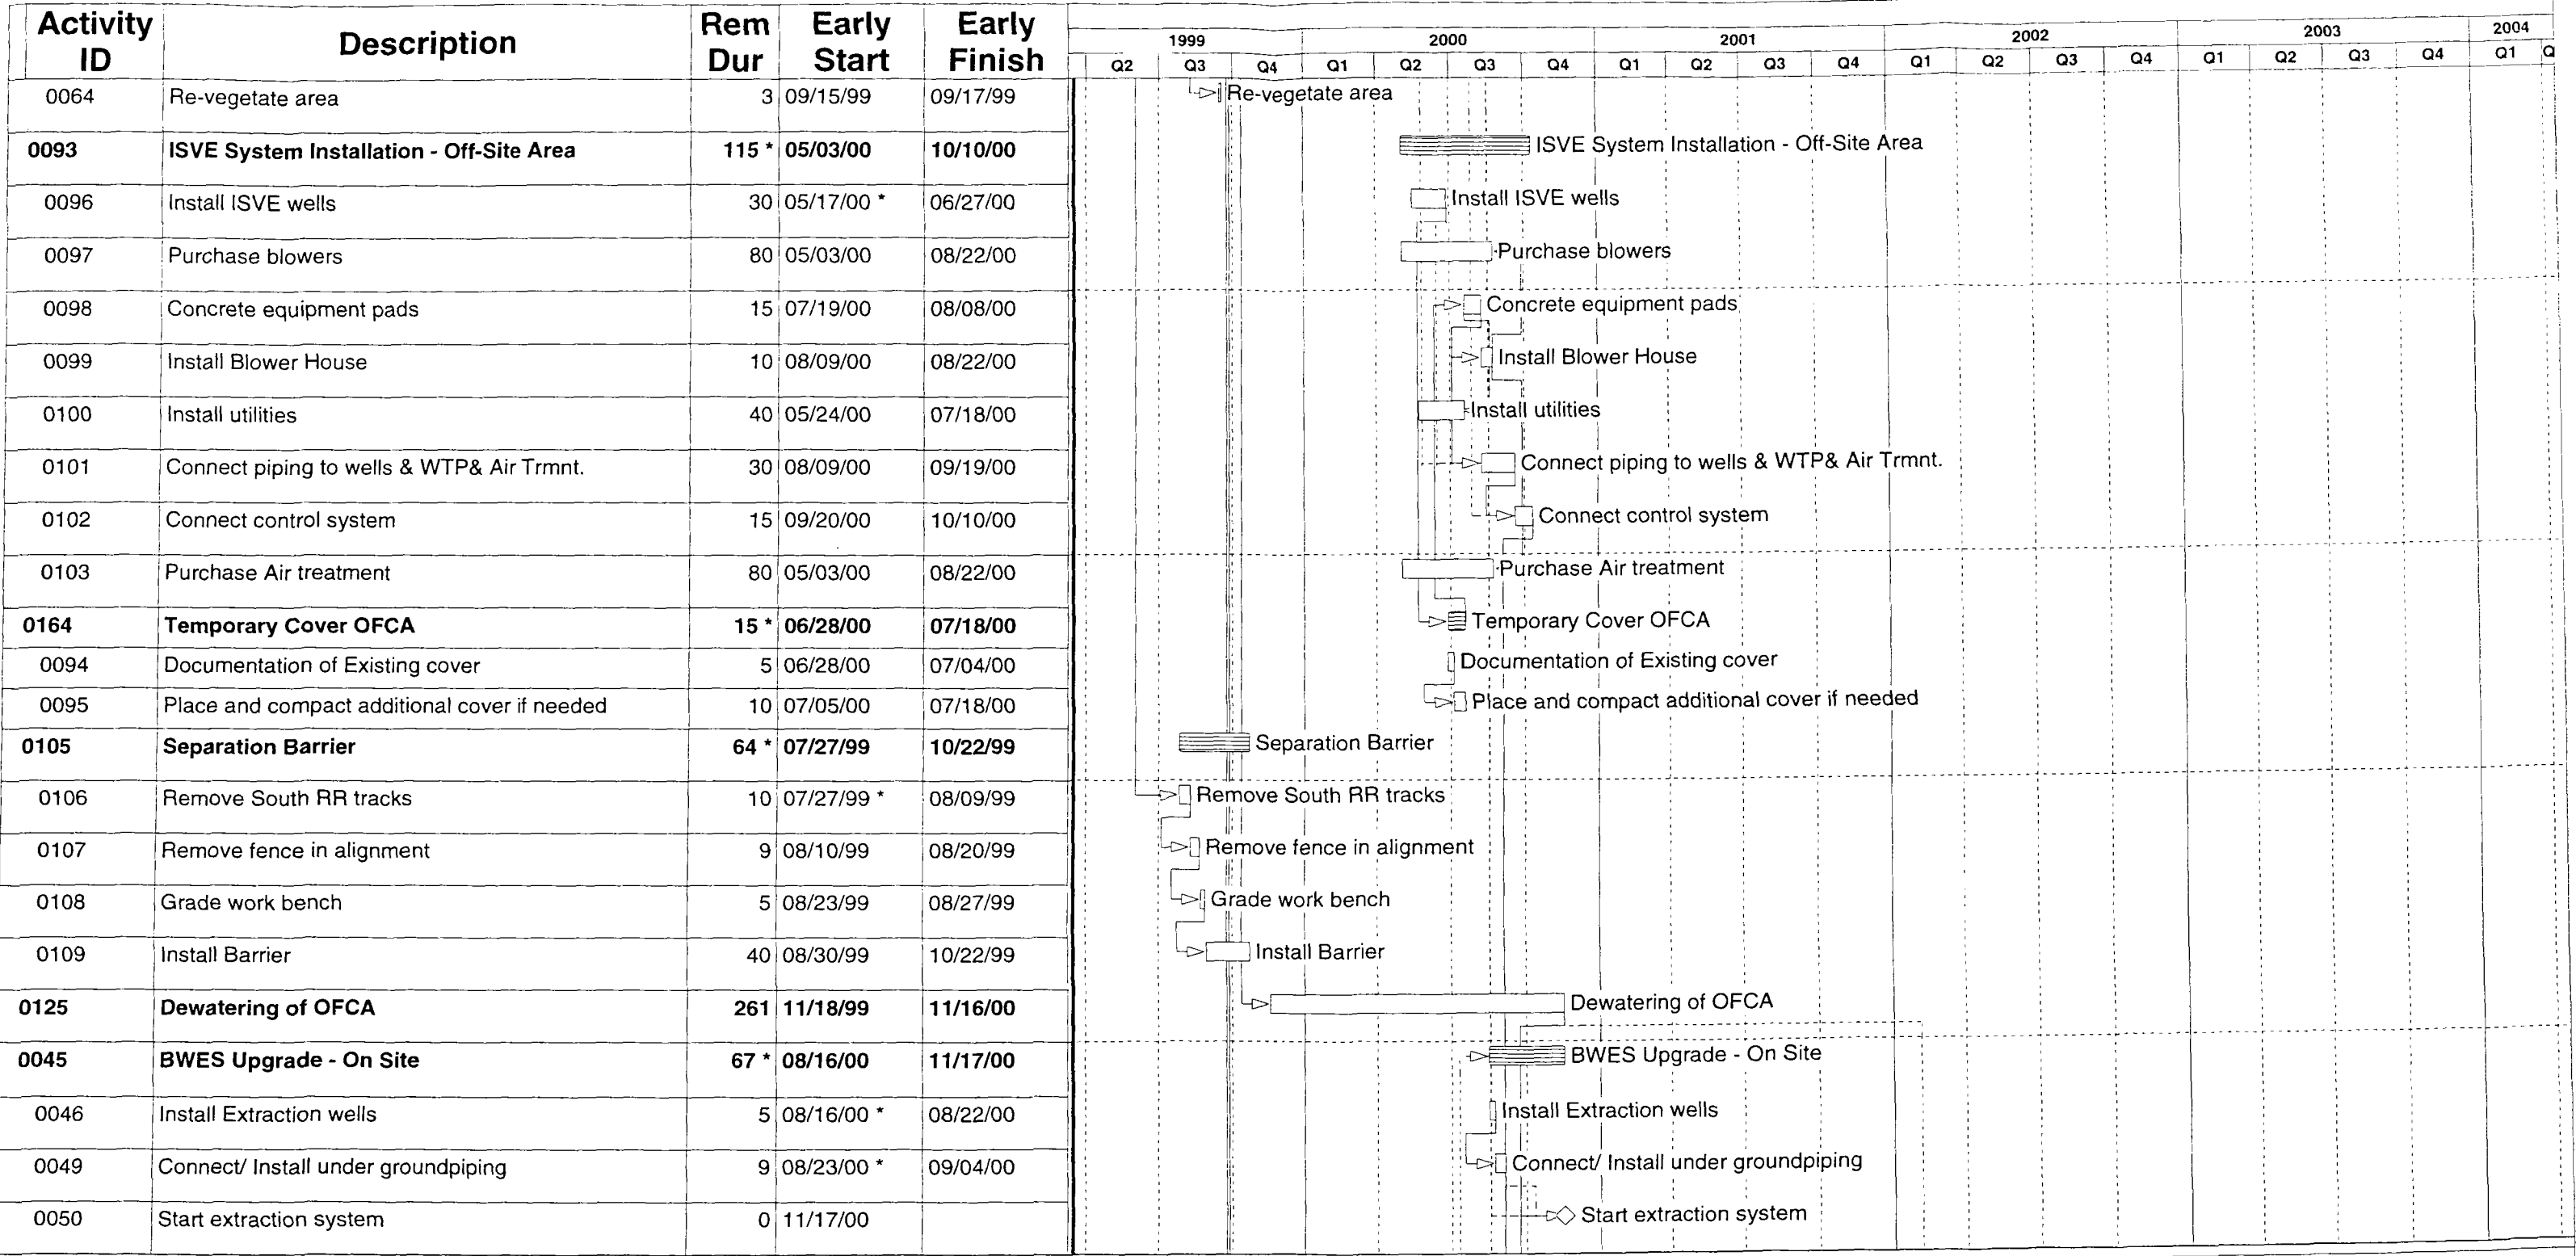 Activity ID Description Rem Dur Early Start Early Finish
1999 2000 2001 2002 2003 2004
Q2 Q3 Q4 Q1 Q2 Q3 Q4 Q1 Q2 Q3 Q4 Q1 Q2 Q3 Q4 Q1 Q2 Q3 Q4 Q1 Q
0064 Re-vegetate area 3 09/15/99 09/17/99 Re-vegetate area
0093 ISVE System Installation - Off-Site Area 115 * 05/03/00 10/10/00 ISVE System Installation - Off-Site Area
0096 Install ISVE wells 30 05/17/00 * 06/27/00 Install ISVE wells
0097 Purchase blowers 80 05/03/00 08/22/00 Purchase blowers
0098 Concrete equipment pads 15 07/19/00 08/08/00 Concrete equipment pads
0099 Install Blower House 10 08/09/00 08/22/00 Install Blower House
0100 Install utilities 40 05/24/00 07/18/00 Install utilities
0101 Connect piping to wells & WTP& Air Trmnt. 30 08/09/00 09/19/00 Connect piping to wells & WTP& Air Trmnt.
0102 Connect control system 15 09/20/00 10/10/00 Connect control system
0103 Purchase Air treatment 80 05/03/00 08/22/00 Purchase Air treatment
0164 Temporary Cover OFCA 15 * 06/28/00 07/18/00 Temporary Cover OFCA
0094 Documentation of Existing cover 5 06/28/00 07/04/00 Documentation of Existing cover
0095 Place and compact additional cover if needed 10 07/05/00 07/18/00 Place and compact additional cover if needed
0105 Separation Barrier 64 * 07/27/99 10/22/99 Separation Barrier
0106 Remove South RR tracks 10 07/27/99 * 08/09/99 Remove South RR tracks
0107 Remove fence in alignment 9 08/10/99 08/20/99 Remove fence in alignment
0108 Grade work bench 5 08/23/99 08/27/99 Grade work bench
0109 Install Barrier 40 08/30/99 10/22/99 Install Barrier
0125 Dewatering of OFCA 261 11/18/99 11/16/00 Dewatering of OFCA
0045 BWES Upgrade - On Site 67 * 08/16/00 11/17/00 BWES Upgrade - On Site
0046 Install Extraction wells 5 08/16/00 * 08/22/00 Install Extraction wells
0049 Connect/ Install under groundpiping 9 08/23/00 * 09/04/00 Connect/ Install under groundpiping
0050 Start extraction system 0 11/17/00 Start extraction system